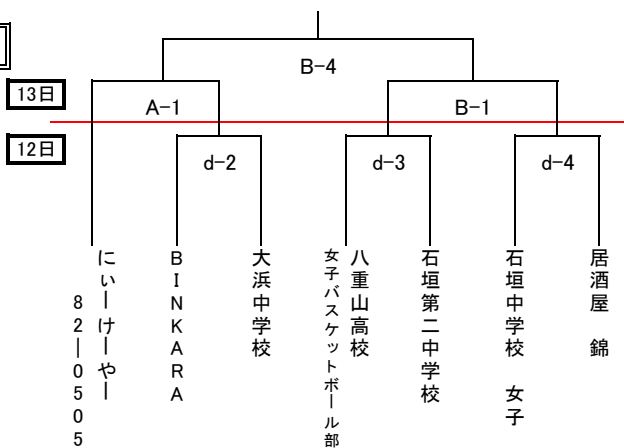 B-4
13日
A-1
B-1
12日
d-2
d-3
d-4
にぃーけーやー
82-0505
BINKARA
大浜中学校
八重山高校
女子バスケットボール部
石垣第二中学校
石垣中学校 女子
居酒屋 錦